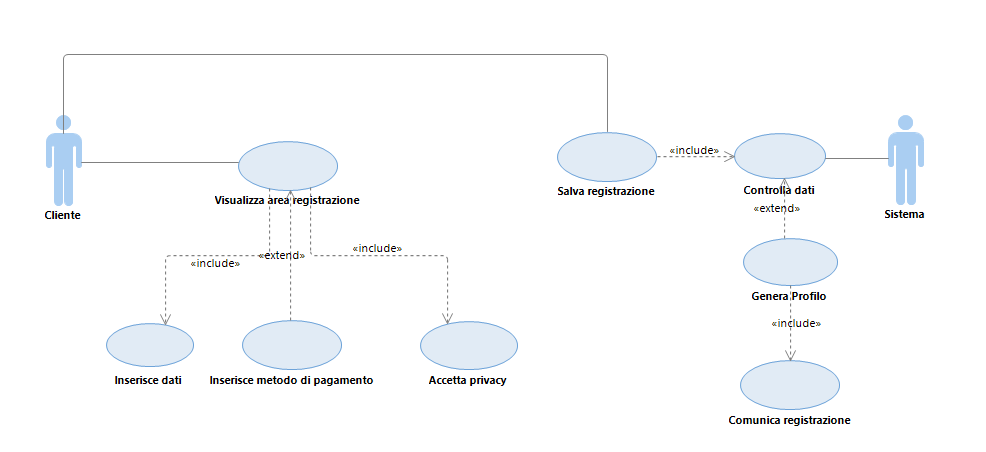 «include»
Salva registrazione
Controlla dati
Visualizza area registrazione
Cliente
Sistema
«extend»
«include»
«extend»
«include»
Genera Profilo
«include»
Inserisce dati
Inserisce metodo di pagamento
Accetta privacy
Comunica registrazione